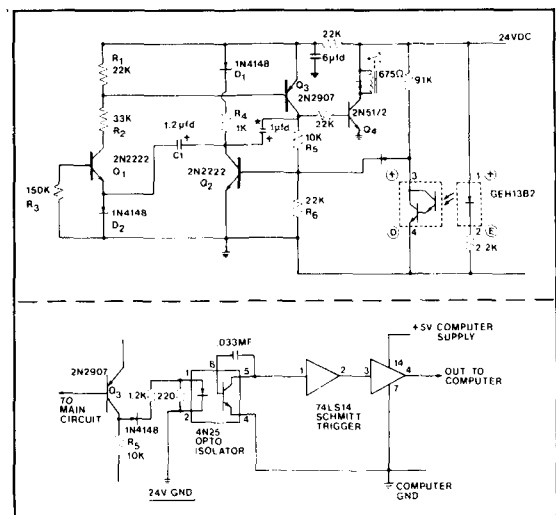 22K
24VDC
R1
22K
1N4148
D1
6µfd
Q3
2N2907
675Ω
91K
33K
R2
R4
1K
1µfd
22K
2N51/2
Q4
1.2µfd
C1
10K
R5
2N2222
Q1
2N2222
Q2
150K
R3
1N4148
D2
22K
R6
3
1
GEH13B2
D
4
2
E
2.2K
+5V COMPUTER
SUPPLY
.033MF
2N2907
Q3
TO
MAIN
CIRCUIT
1.2K
220
1
2
6
5
4
1
2
3
14
4
7
OUT TO
COMPUTER
1N4148
R5
10K
4N25
OPTO
ISOLATOR
74LS14
SCHMITT
TRIGGER
24V GND
COMPUTER
GND